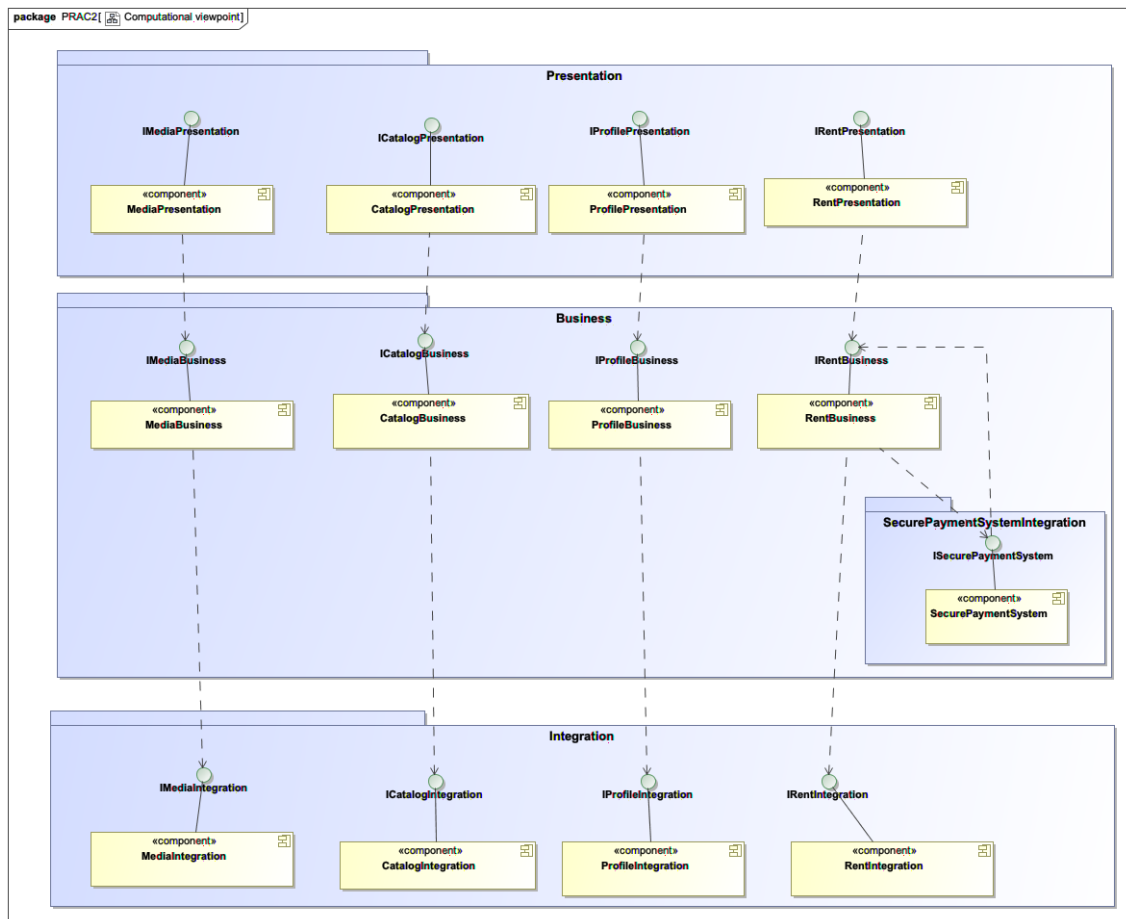 package PRAC2[ Computational viewpoint]
Presentation
IMediaPresentation
ICatalogPresentation
IProfilePresentation
IRentPresentation
«component»
MediaPresentation
«component»
CatalogPresentation
«component»
ProfilePresentation
«component»
RentPresentation
Business
IMediaBusiness
ICatalogBusiness
IProfileBusiness
IRentBusiness
«component»
MediaBusiness
«component»
CatalogBusiness
«component»
ProfileBusiness
«component»
RentBusiness
SecurePaymentSystemIntegration
ISecurePaymentSystem
«component»
SecurePaymentSystem
Integration
IMediaIntegration
ICatalogIntegration
IProfileIntegration
IRentIntegration
«component»
MediaIntegration
«component»
CatalogIntegration
«component»
ProfileIntegration
«component»
RentIntegration